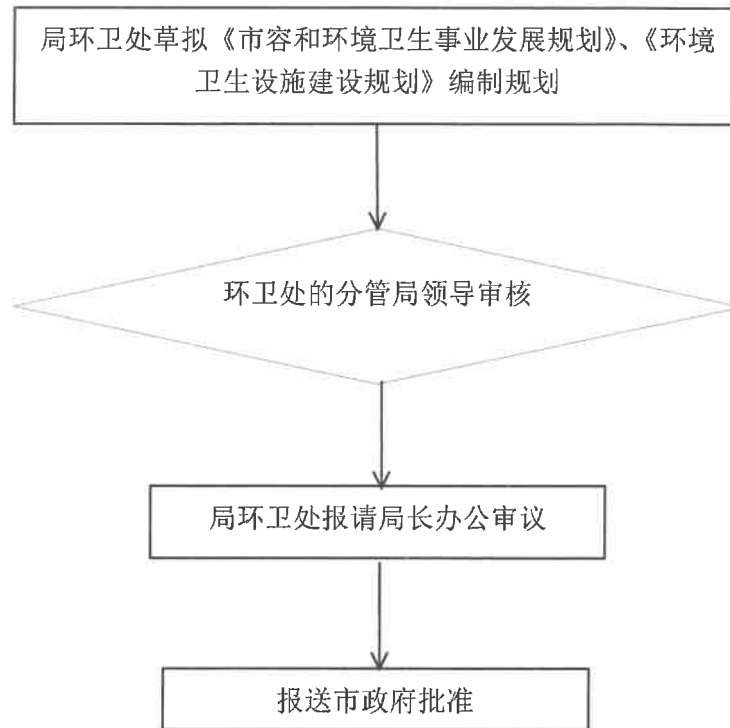 局环卫处草拟《市容和环境卫生事业发展规划》、《环境
卫生设施建设规划》编制规划
环卫处的分管局领导审核
局环卫处报请局长办公审议
报送市政府批准